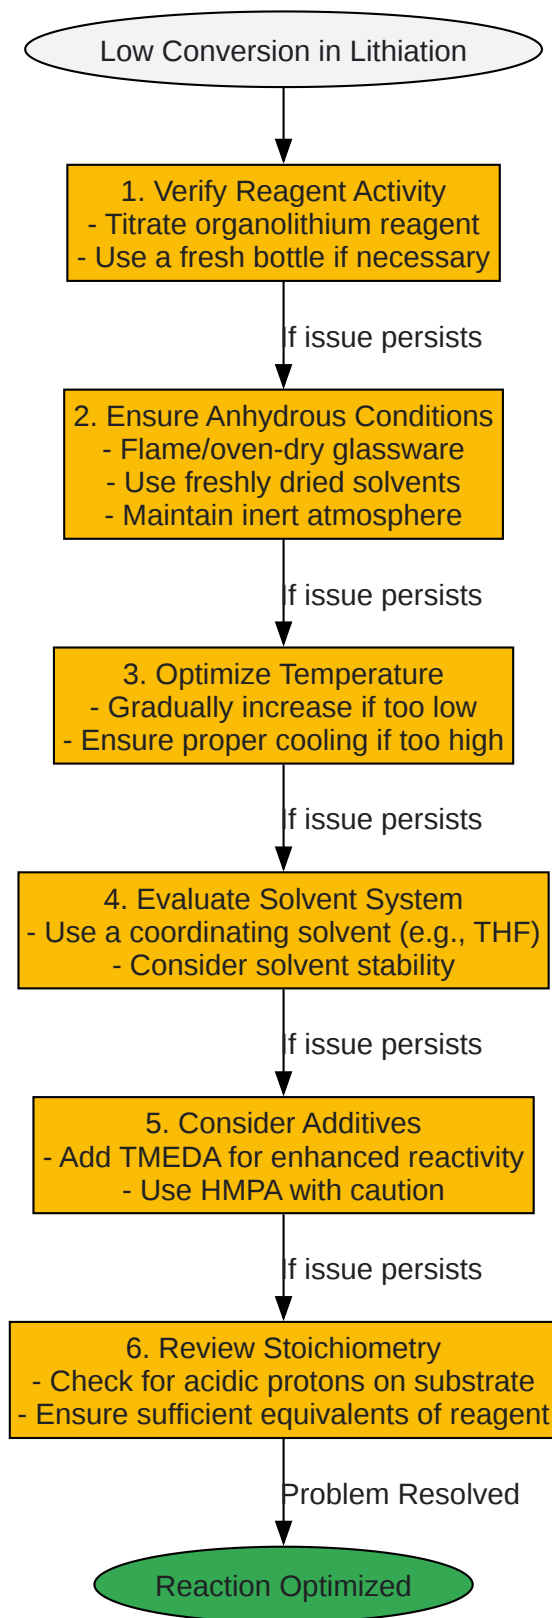 Low Conversion in Lithiation
1. Verify Reagent Activity
- Titrate organolithium reagent
- Use a fresh bottle if necessary
If issue persists
2. Ensure Anhydrous Conditions
- Flame/oven-dry glassware
- Use freshly dried solvents
- Maintain inert atmosphere
If issue persists
3. Optimize Temperature
- Gradually increase if too low
- Ensure proper cooling if too high
If issue persists
4. Evaluate Solvent System
- Use a coordinating solvent (e.g., THF)
- Consider solvent stability
If issue persists
5. Consider Additives
- Add TMEDA for enhanced reactivity
- Use HMPA with caution
If issue persists
6. Review Stoichiometry
- Check for acidic protons on substrate
- Ensure sufficient equivalents of reagent
Problem Resolved
Reaction Optimized